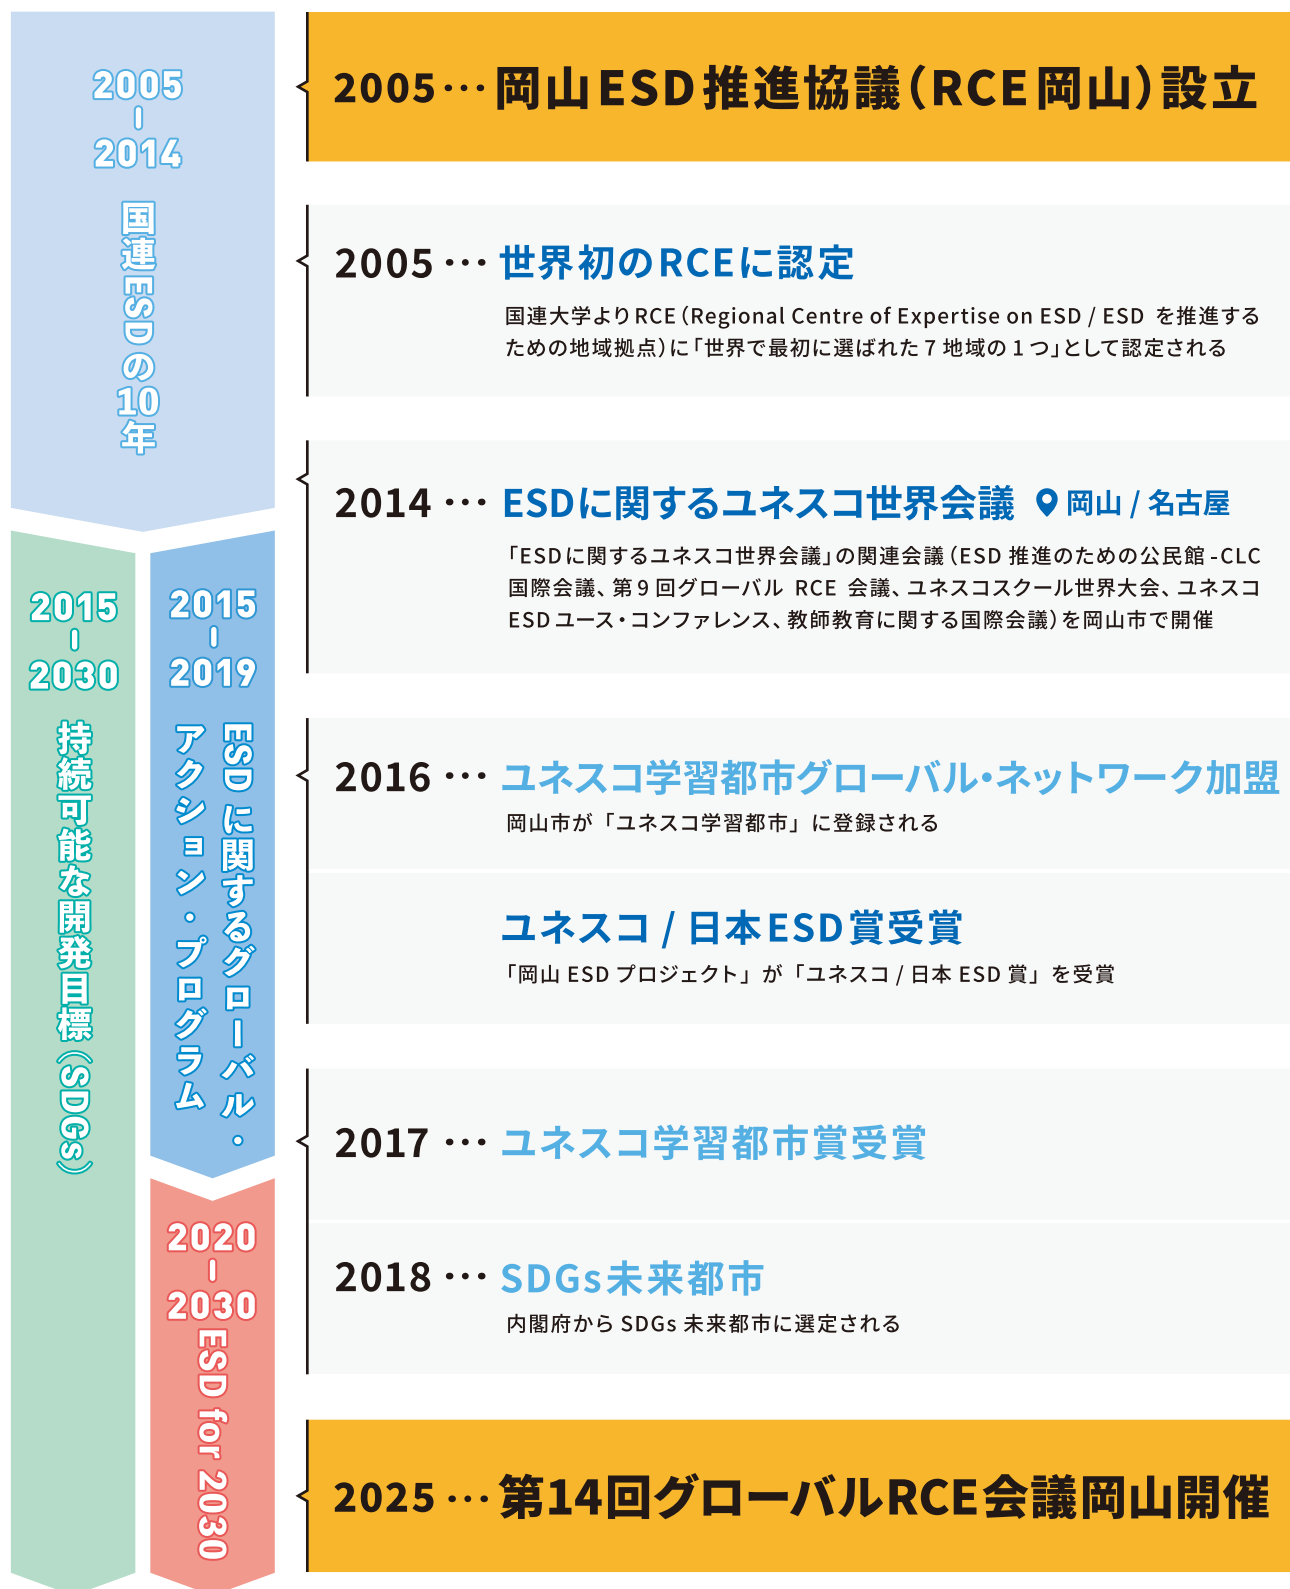 2005
–
2014
国連ESDの10年
2015
–
2030
持続可能な開発目標（SDGs）
2015
–
2019
ESDに関するグローバル・
アクション・プログラム
2020
–
2030
ESD for 2030
2005･･･岡山ESD推進協議（RCE岡山）設立
2005 ･･･ 世界初のRCEに認定
国連大学よりRCE（Regional Centre of Expertise on ESD / ESD を推進する
ための地域拠点）に「世界で最初に選ばれた 7 地域の 1 つ」として認定される
2014 ･･･ ESDに関するユネスコ世界会議 岡山 / 名古屋
「ESDに関するユネスコ世界会議」の関連会議（ESD 推進のための公民館-CLC
国際会議、第9回グローバル RCE 会議、ユネスコスクール世界大会、ユネスコ
ESDユース・コンファレンス、教師教育に関する国際会議）を岡山市で開催
2016 ･･･ ユネスコ学習都市グローバル・ネットワーク加盟
岡山市が「ユネスコ学習都市」に登録される
ユネスコ / 日本ESD賞受賞
「岡山 ESD プロジェクト」が「ユネスコ / 日本 ESD 賞」を受賞
2017 ･･･ ユネスコ学習都市賞受賞
2018 ･･･ SDGs未来都市
内閣府から SDGs 未来都市に選定される
2025 ･･･ 第14回グローバルRCE会議岡山開催